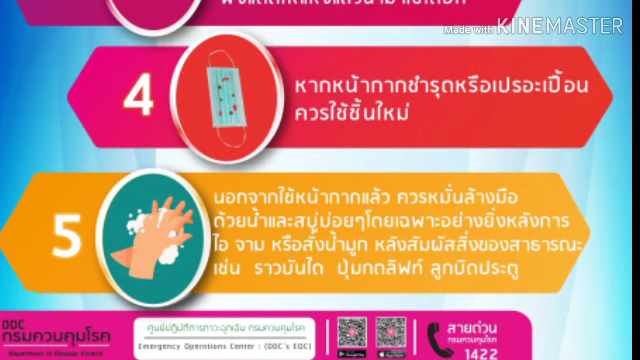 Made with KINEMASTER
4
หากหน้ากากชำรุดหรือเปรอะเปื้อน
ควรใช้ชิ้นใหม่
5
นอกจากใช้หน้ากากแล้ว ควรหมั่นล้างมือ
ด้วยน้ำและสบู่บ่อยๆโดยเฉพาะอย่างยิ่งหลังการ
ไอ จาม หรือสั่งน้ำมูก หลังสัมผัสสิ่งของสาธารณะ
เช่น ราวบันได ปุ่มกดลิฟท์ ลูกบิดประตู
DDC
กรมควบคุมโรค
Department of Disease Control
ศูนย์ปฏิบัติการภาวะฉุกเฉิน กรมควบคุมโรค
Emergency Operations Center : (DDC's EOC)
สายด่วน
กรมควบคุมโรค
1422